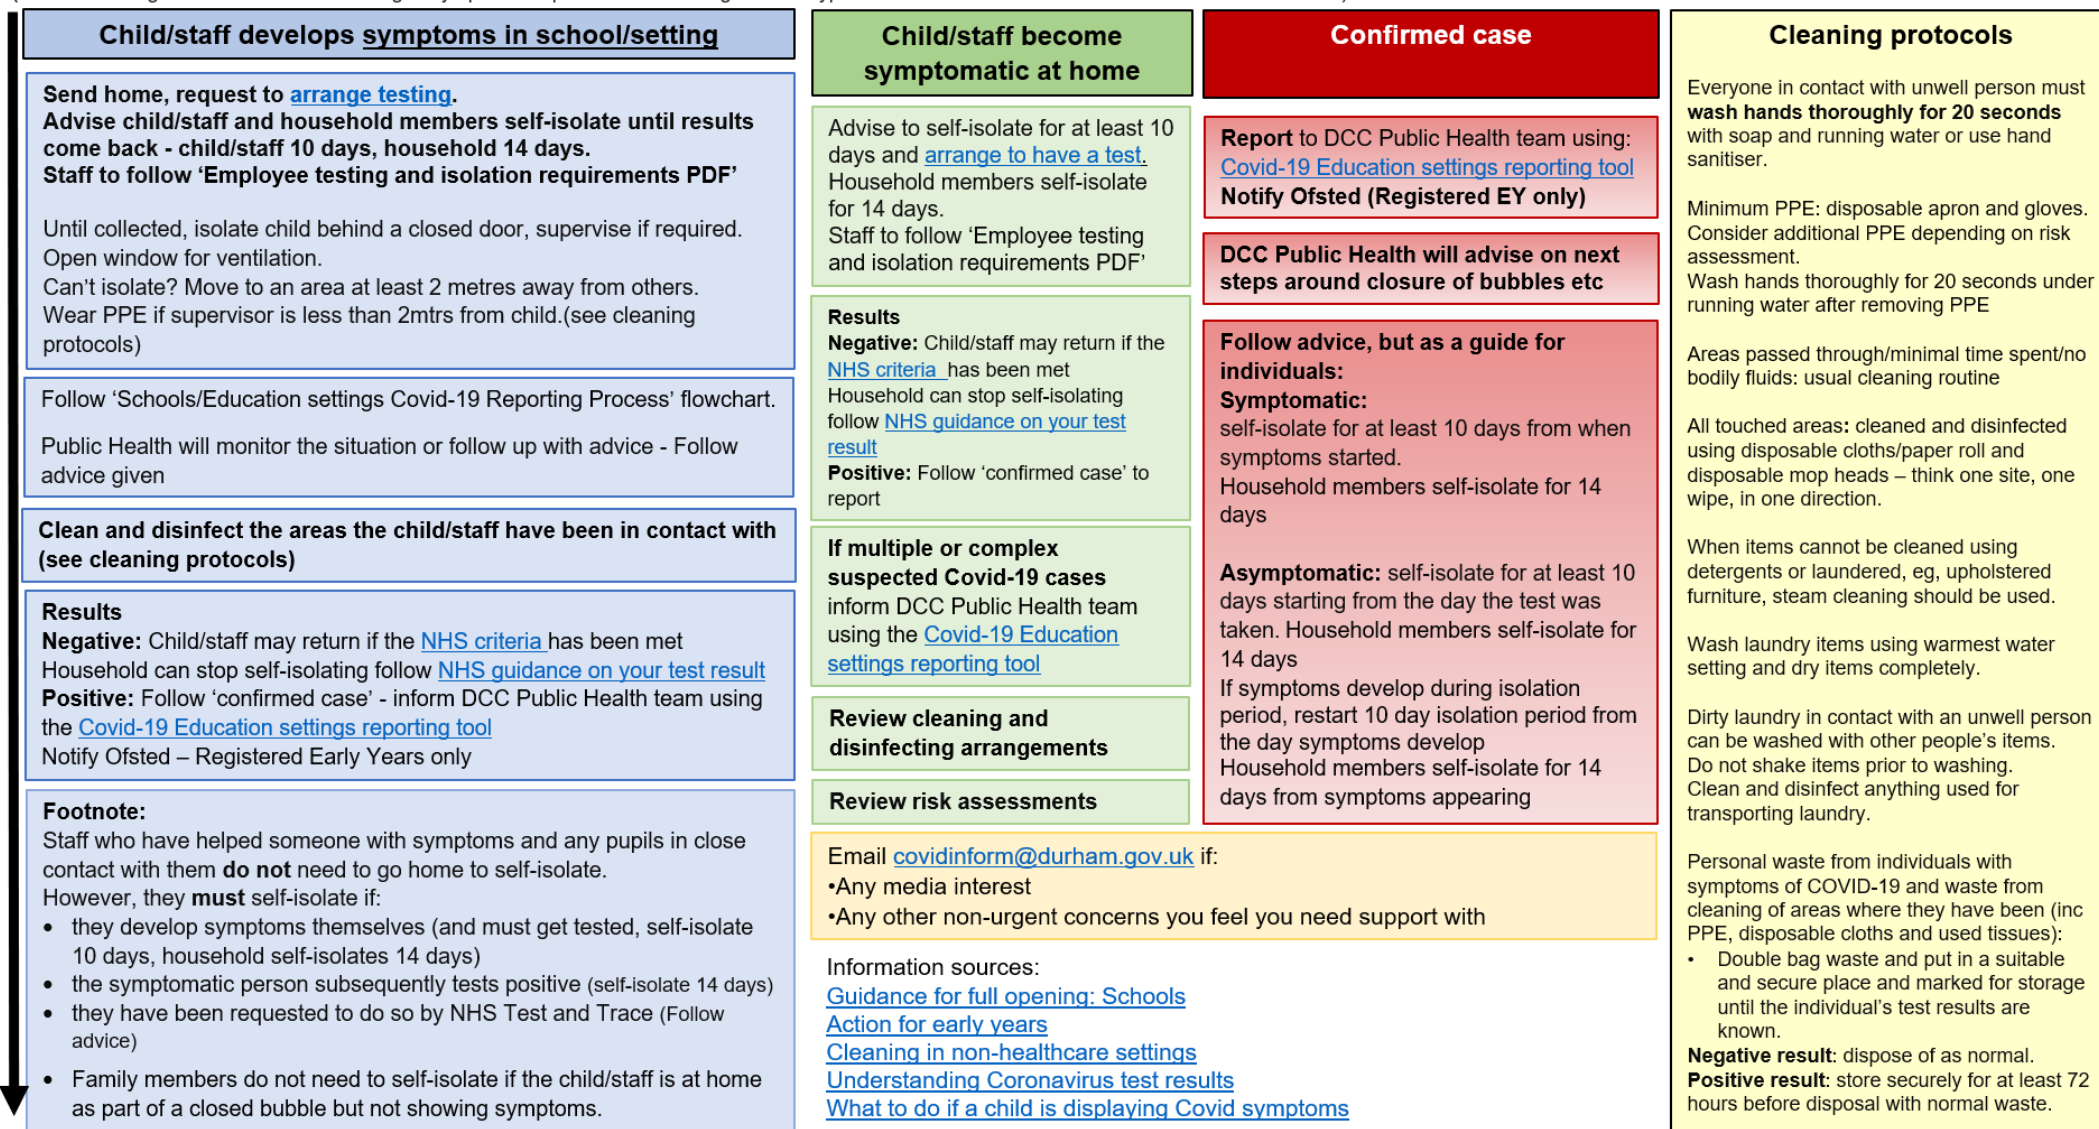 Child/staff develops symptoms in school/setting
Send home, request to arrange testing.
Advise child/staff and household members self-isolate until results
come back - child/staff 10 days, household 14 days.
Staff to follow ‘Employee testing and isolation requirements PDF’
Until collected, isolate child behind a closed door, supervise if required.
Open window for ventilation.
Can’t isolate? Move to an area at least 2 metres away from others.
Wear PPE if supervisor is less than 2mtrs from child.(see cleaning
protocols)
Follow ‘Schools/Education settings Covid-19 Reporting Process’ flowchart.
Public Health will monitor the situation or follow up with advice - Follow
advice given
Clean and disinfect the areas the child/staff have been in contact with
(see cleaning protocols)
Results
Negative: Child/staff may return if the NHS criteria has been met
Household can stop self-isolating follow NHS guidance on your test result
Positive: Follow ‘confirmed case’ - inform DCC Public Health team using
the Covid-19 Education settings reporting tool
Notify Ofsted – Registered Early Years only
Footnote:
Staff who have helped someone with symptoms and any pupils in close
contact with them do not need to go home to self-isolate.
However, they must self-isolate if:
• they develop symptoms themselves (and must get tested, self-isolate
10 days, household self-isolates 14 days)
• the symptomatic person subsequently tests positive (self-isolate 14 days)
• they have been requested to do so by NHS Test and Trace (Follow
advice)
• Family members do not need to self-isolate if the child/staff is at home
as part of a closed bubble but not showing symptoms.
Child/staff become
symptomatic at home
Advise to self-isolate for at least 10
days and arrange to have a test.
Household members self-isolate
for 14 days.
Staff to follow ‘Employee testing
and isolation requirements PDF’
Results
Negative: Child/staff may return if the
NHS criteria has been met
Household can stop self-isolating
follow NHS guidance on your test
result
Positive: Follow ‘confirmed case’ to
report
If multiple or complex
suspected Covid-19 cases
inform DCC Public Health team
using the Covid-19 Education
settings reporting tool
Review cleaning and
disinfecting arrangements
Review risk assessments
Confirmed case
Report to DCC Public Health team using:
Covid-19 Education settings reporting tool
Notify Ofsted (Registered EY only)
DCC Public Health will advise on next
steps around closure of bubbles etc
Follow advice, but as a guide for
individuals:
Symptomatic:
self-isolate for at least 10 days from when
symptoms started.
Household members self-isolate for 14
days
Asymptomatic: self-isolate for at least 10
days starting from the day the test was
taken. Household members self-isolate for
14 days
If symptoms develop during isolation
period, restart 10 day isolation period from
the day symptoms develop
Household members self-isolate for 14
days from symptoms appearing
Email covidinform@durham.gov.uk if:
•Any media interest
•Any other non-urgent concerns you feel you need support with
Information sources:
Guidance for full opening: Schools
Action for early years
Cleaning in non-healthcare settings
Understanding Coronavirus test results
What to do if a child is displaying Covid symptoms
Cleaning protocols
Everyone in contact with unwell person must
wash hands thoroughly for 20 seconds
with soap and running water or use hand
sanitiser.
Minimum PPE: disposable apron and gloves.
Consider additional PPE depending on risk
assessment.
Wash hands thoroughly for 20 seconds under
running water after removing PPE
Areas passed through/minimal time spent/no
bodily fluids: usual cleaning routine
All touched areas: cleaned and disinfected
using disposable cloths/paper roll and
disposable mop heads – think one site, one
wipe, in one direction.
When items cannot be cleaned using
detergents or laundered, eg, upholstered
furniture, steam cleaning should be used.
Wash laundry items using warmest water
setting and dry items completely.
Dirty laundry in contact with an unwell person
can be washed with other people’s items.
Do not shake items prior to washing.
Clean and disinfect anything used for
transporting laundry.
Personal waste from individuals with
symptoms of COVID-19 and waste from
cleaning of areas where they have been (inc
PPE, disposable cloths and used tissues):
• Double bag waste and put in a suitable
and secure place and marked for storage
until the individual’s test results are
known.
Negative result: dispose of as normal.
Positive result: store securely for at least 72
hours before disposal with normal waste.